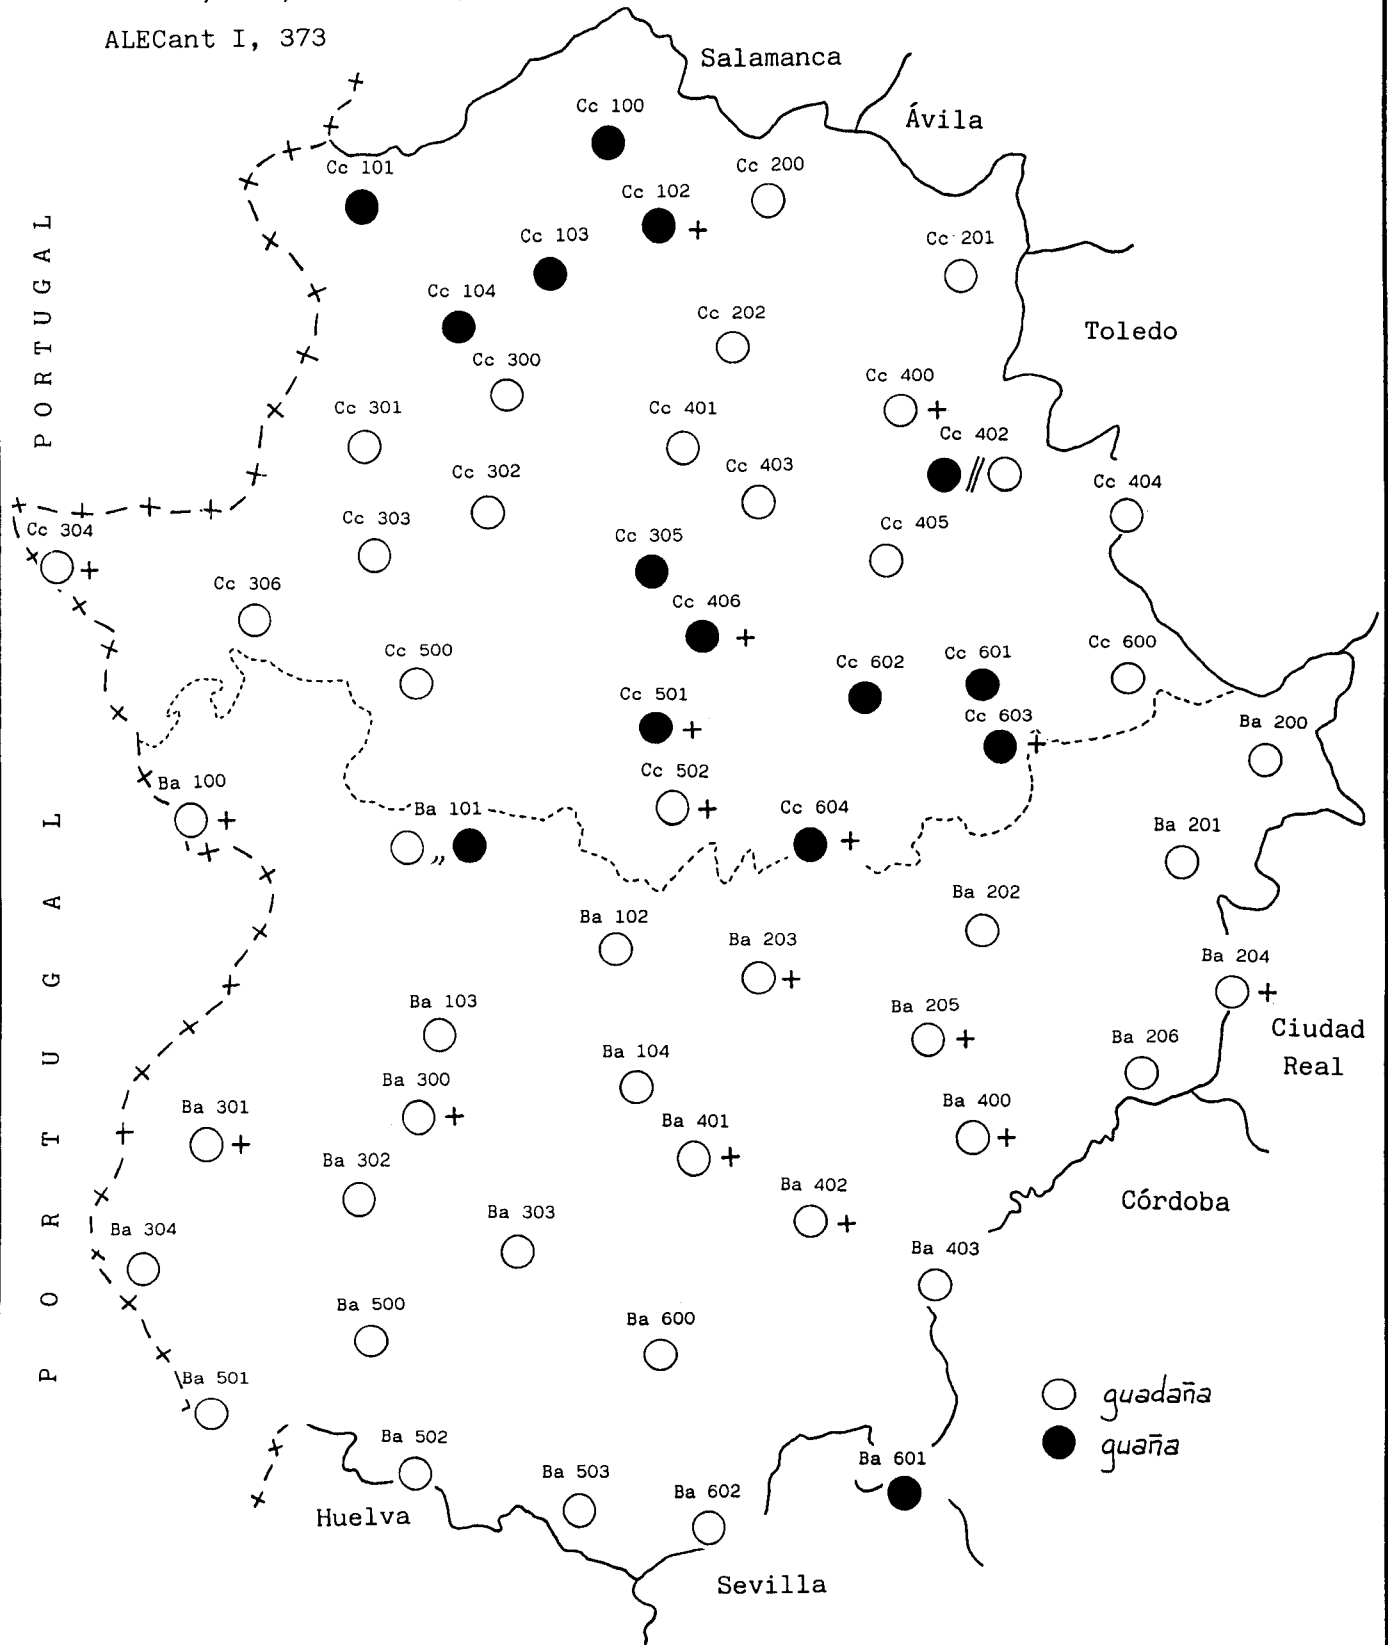 ALECant I, 373
Salamanca
Cc 100
Ávila
Cc 101
Cc 200
Cc 102
Cc 103
Cc 201
Cc 104
Cc 202
Toledo
PORTUGAL
Cc 300
Cc 400
Cc 301
Cc 401
Cc 402
Cc 302
Cc 403
Cc 404
Cc 303
Cc 304
Cc 305
Cc 405
Cc 306
Cc 406
Cc 500
Cc 602
Cc 601
Cc 600
Cc 501
Cc 603
Ba 200
Cc 502
Ba 100
Ba 101
Cc 604
Ba 201
Ba 102
Ba 202
Ba 203
Ba 204
Ba 103
Ba 205
Ciudad
Real
Ba 206
Ba 104
Ba 300
Ba 301
Ba 401
Ba 400
PORTUGAL
Ba 302
Ba 402
Córdoba
Ba 303
Ba 304
Ba 403
Ba 500
Ba 600
Ba 501
guadaña
guaña
Ba 502
Ba 503
Ba 601
Ba 602
Huelva
Sevilla